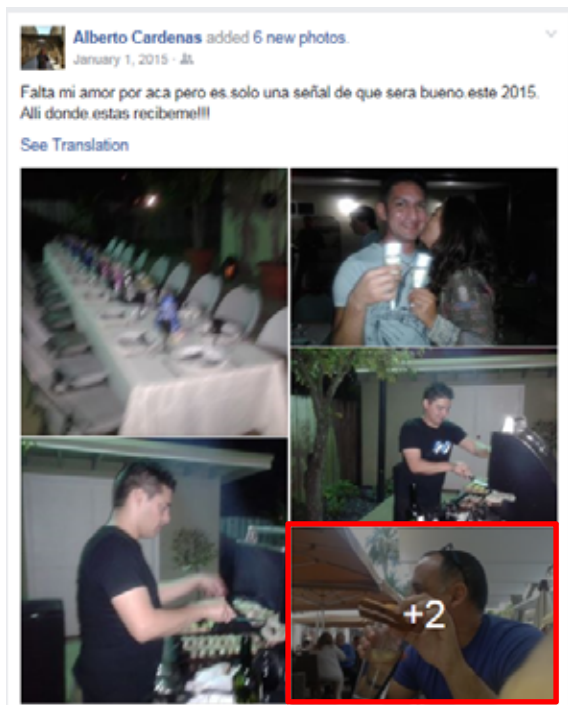 Alberto Cardenas added 6 new photos.
January 1, 2015 ·
Falta mi amor por aca pero es.solo una señal de que sera bueno.este 2015.
Alli donde.estas recibeme!!!
See Translation
+2